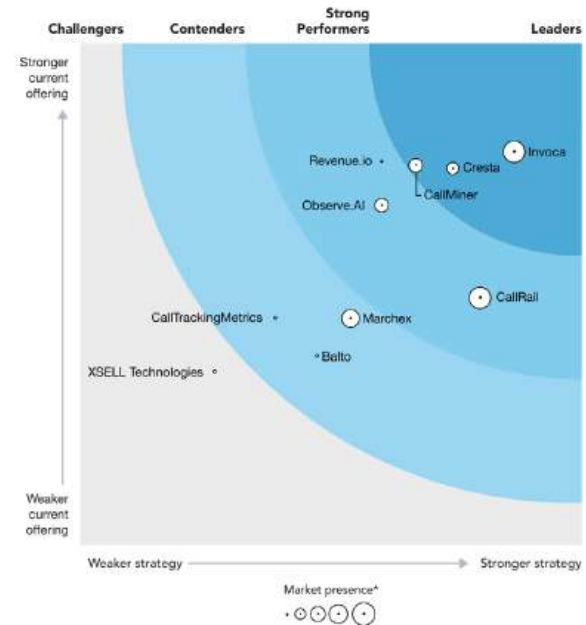 Challengers
Contenders
Strong
Performers
Leaders
Stronger
current
offering
Invoca
Revenue.io
Cresta
CallMiner
Observe.AI
CallRail
CallTrackingMetrics
Marchex
Balto
XSELL Technologies
Weaker
current
offering
Weaker strategy
Stronger strategy
Market presence^